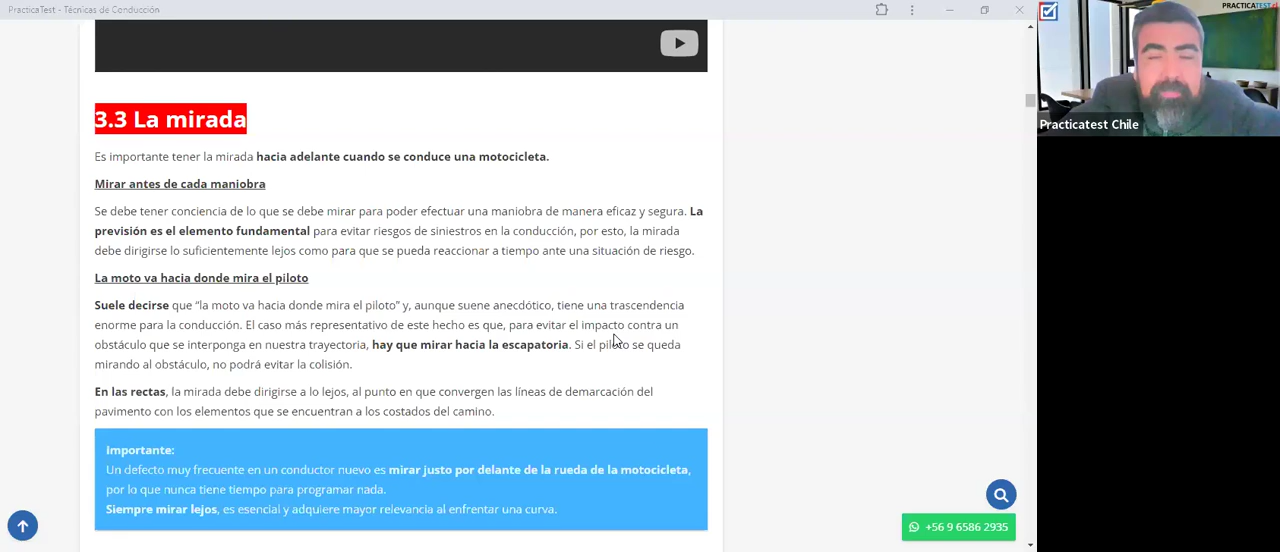 PracticaTest - Técnicas de Conducción
PRACTICATEST.cl
3.3 La mirada
Es importante tener la mirada hacia adelante cuando se conduce una motocicleta.
Mirar antes de cada maniobra
Se debe tener conciencia de lo que se debe mirar para poder efectuar una maniobra de manera eficaz y segura. La
previsión es el elemento fundamental para evitar riesgos de siniestros en la conducción, por esto, la mirada
debe dirigirse lo suficientemente lejos como para que se pueda reaccionar a tiempo ante una situación de riesgo.
La moto va hacia donde mira el piloto
Suele decirse que “la moto va hacia donde mira el piloto” y, aunque suene anecdótico, tiene una trascendencia
enorme para la conducción. El caso más representativo de este hecho es que, para evitar el impacto contra un
obstáculo que se interponga en nuestra trayectoria, hay que mirar hacia la escapatoria. Si el piloto se queda
mirando al obstáculo, no podrá evitar la colisión.
En las rectas, la mirada debe dirigirse a lo lejos, al punto en que convergen las líneas de demarcación del
pavimento con los elementos que se encuentran a los costados del camino.
Importante:
Un defecto muy frecuente en un conductor nuevo es mirar justo por delante de la rueda de la motocicleta,
por lo que nunca tiene tiempo para programar nada.
Siempre mirar lejos, es esencial y adquiere mayor relevancia al enfrentar una curva.
Practicatest Chile
+56 9 6586 2935